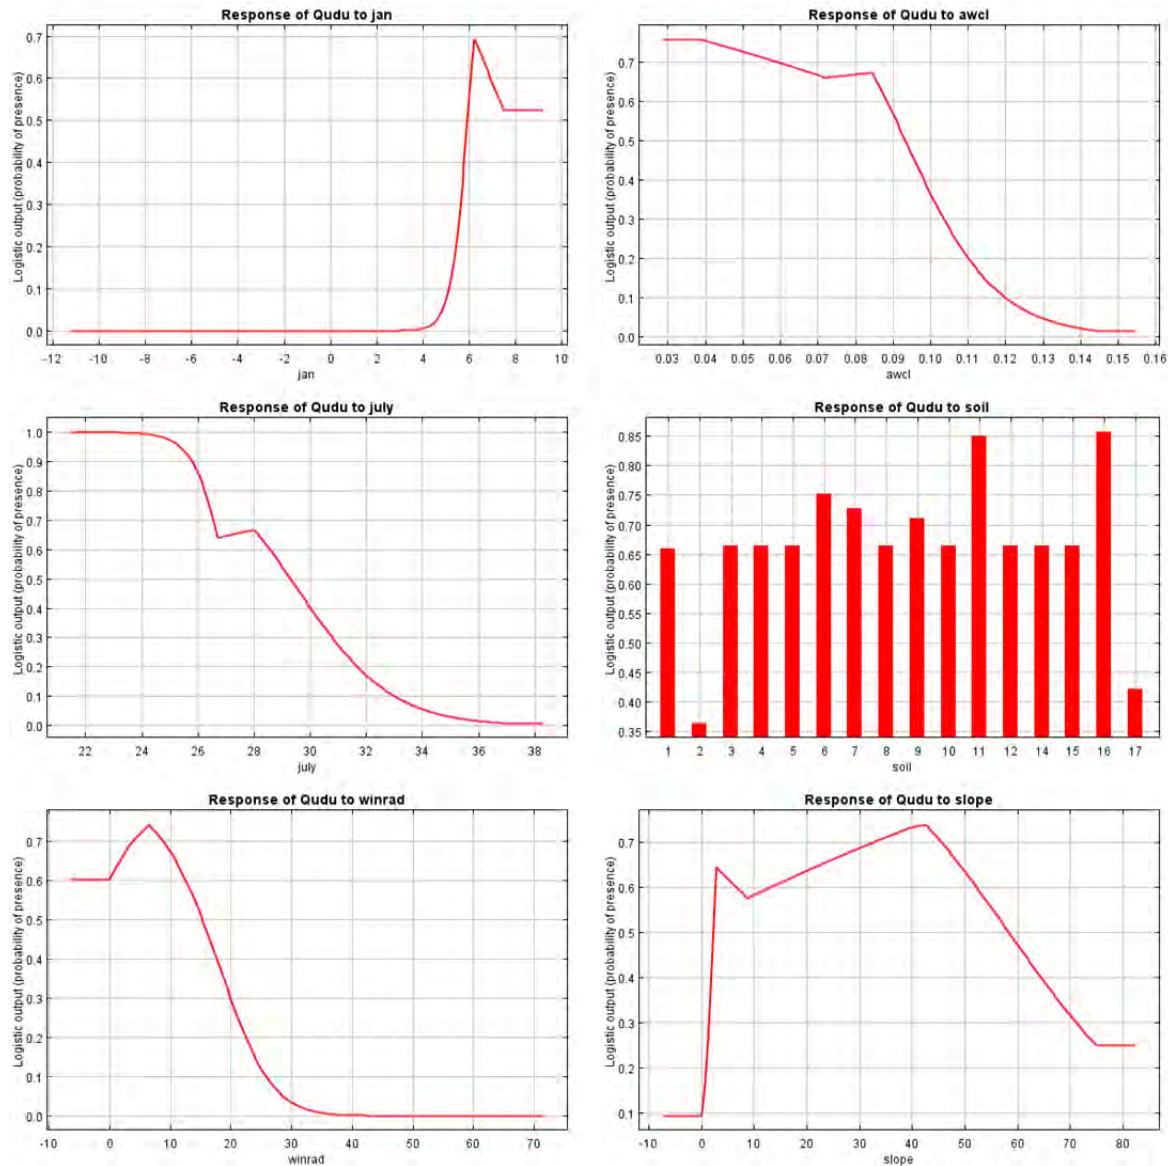 Response of Qudu to jan
Logistic output (probability of presence)
0.7
0.6
0.5
0.4
0.3
0.2
0.1
0.0
-12 -10 -8 -6 -4 -2 0 2 4 6 8 10
jan
Response of Qudu to awcl
Logistic output (probability of presence)
0.7
0.6
0.5
0.4
0.3
0.2
0.1
0.0
0.03 0.04 0.05 0.06 0.07 0.08 0.09 0.10 0.11 0.12 0.13 0.14 0.15 0.16
awcl
Response of Qudu to july
Logistic output (probability of presence)
1.0
0.9
0.8
0.7
0.6
0.5
0.4
0.3
0.2
0.1
0.0
22 24 26 28 30 32 34 36 38
july
Response of Qudu to soil
Logistic output (probability of presence)
0.85
0.80
0.75
0.70
0.65
0.60
0.55
0.50
0.45
0.40
0.35
1 2 3 4 5 6 7 8 9 10 11 12 14 15 16 17
soil
Response of Qudu to winrad
Logistic output (probability of presence)
0.7
0.6
0.5
0.4
0.3
0.2
0.1
0.0
-10 0 10 20 30 40 50 60 70
winrad
Response of Qudu to slope
Logistic output (probability of presence)
0.7
0.6
0.5
0.4
0.3
0.2
0.1
-10 0 10 20 30 40 50 60 70 80
slope